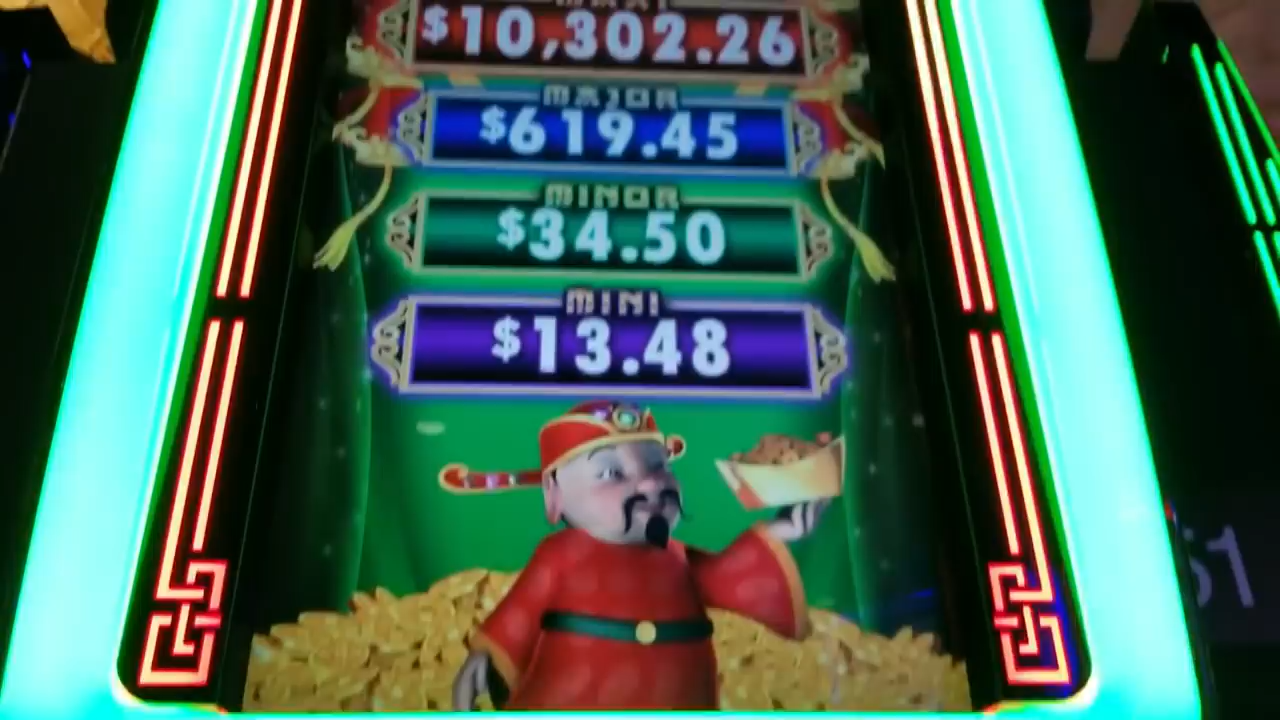 $10,302.26
MAJOR
$619.45
MINOR
$34.50
MINI
$13.48